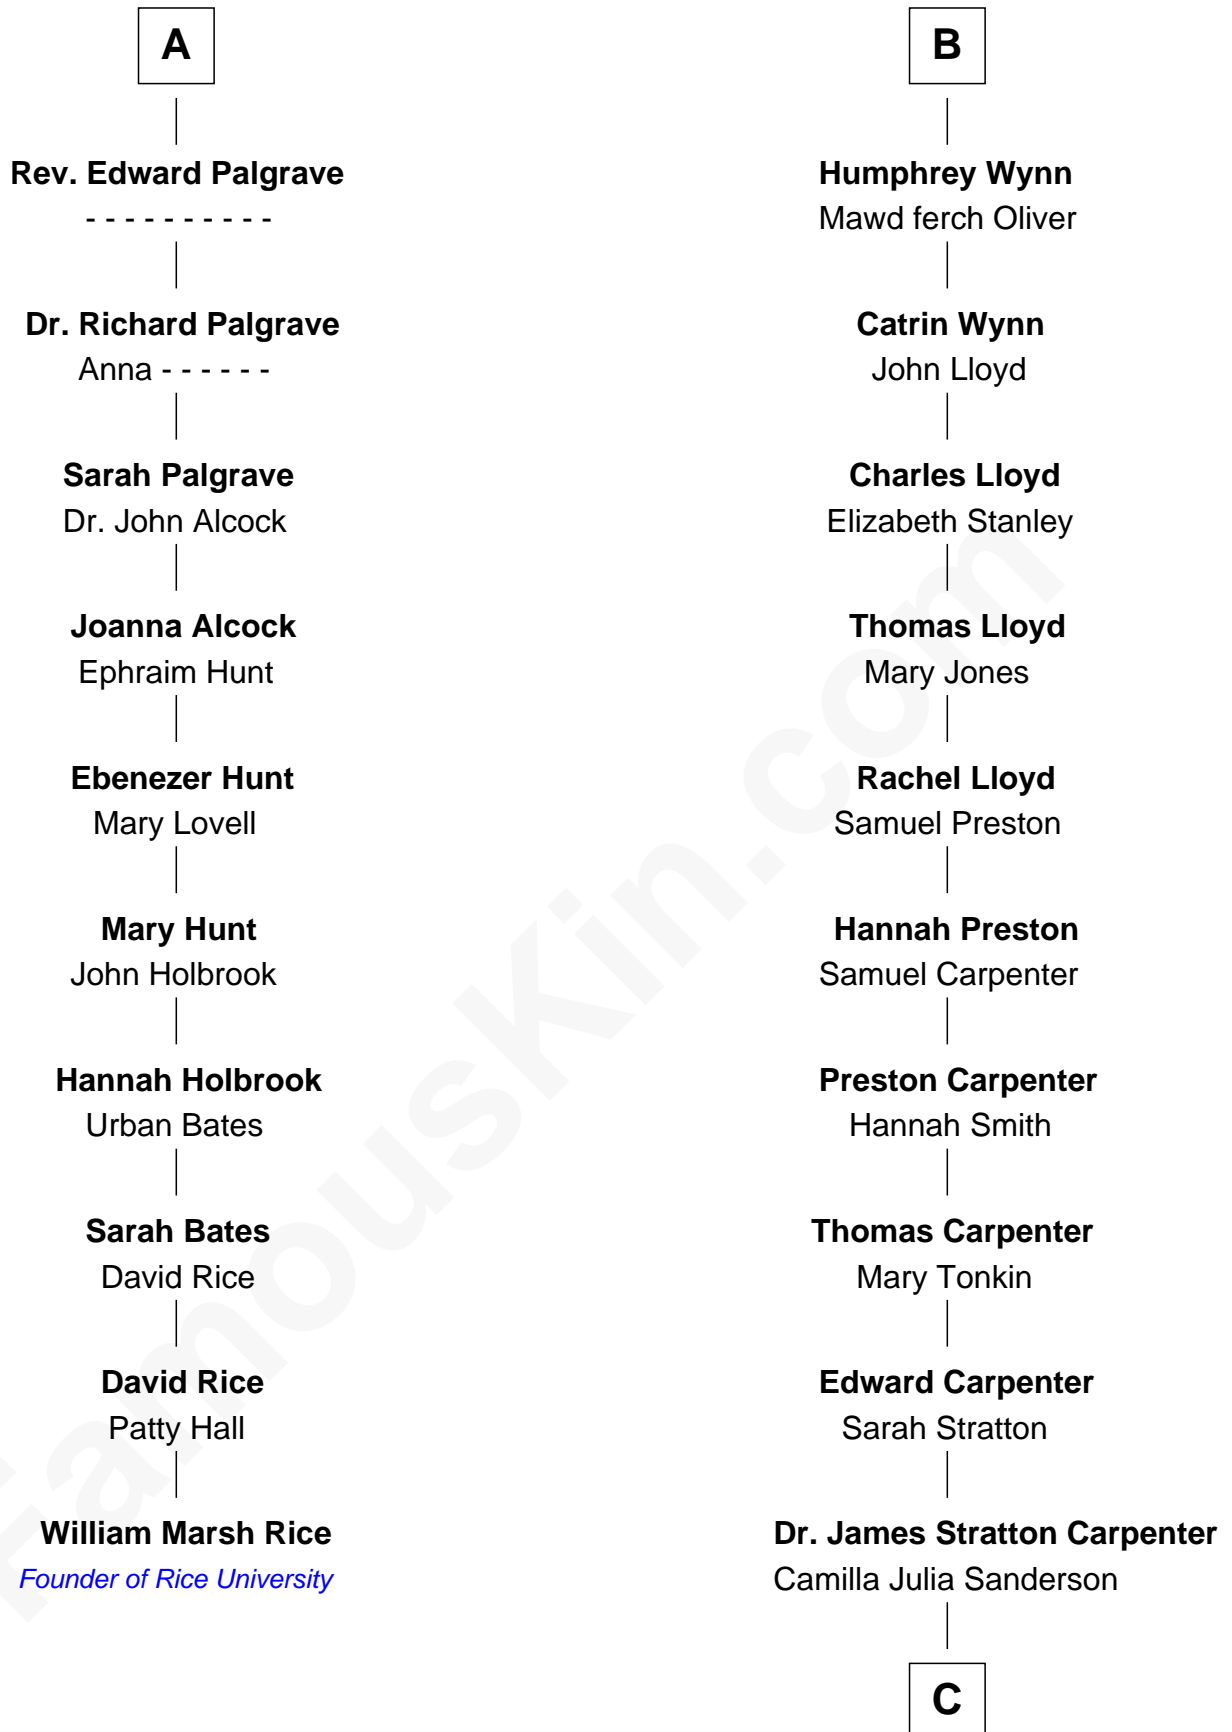 A
Rev. Edward Palgrave
- - - - - - - - - -
Dr. Richard Palgrave
Anna - - - - - -
Sarah Palgrave
Dr. John Alcock
Joanna Alcock
Ephraim Hunt
Ebenezer Hunt
Mary Lovell
Mary Hunt
John Holbrook
Hannah Holbrook
Urban Bates
Sarah Bates
David Rice
David Rice
Patty Hall
William Marsh Rice
Founder of Rice University
B
Humphrey Wynn
Mawd ferch Oliver
Catrin Wynn
John Lloyd
Charles Lloyd
Elizabeth Stanley
Thomas Lloyd
Mary Jones
Rachel Lloyd
Samuel Preston
Hannah Preston
Samuel Carpenter
Preston Carpenter
Hannah Smith
Thomas Carpenter
Mary Tonkin
Edward Carpenter
Sarah Stratton
Dr. James Stratton Carpenter
Camilla Julia Sanderson
C
FamousKin.com